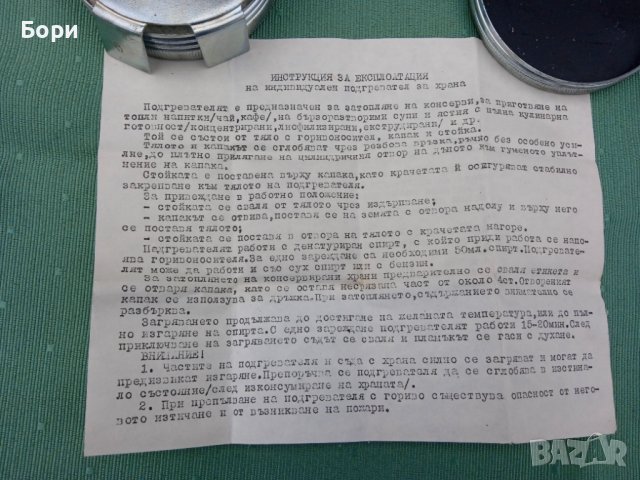 Бори
ИНСТРУКЦИЯ ЗА ЕКСПЛОАТАЦИЯ
на индивидуален подгревател за храна
Подгревателят е предназначен за затопляне на консерви, за приготвяне на
топли напитки/чай, кафе/, на бързоразтворими супи и ястия с пълна кулинарна
готовност/концентрирани, лиофилизирани, екструдирани/ и др.
Той се състои от тяло с горивоносител, капак и стойка.
Тялото и капакът се сглобяват чрез резбова връзка, ръчно без особено уси-
лие, до плътно прилягане на цилиндричния отвор на дъното към гуменото уплът-
нение на капака.
Стойката е поставена върху капака, като крачетата й осигуряват стабилно
закрепване към тялото на подгревателя.
За привеждане в работно положение:
- стойката се сваля от тялото чрез издърпване;
- капакът се отвива, поставя се на земята с отвора надолу и върху него
се поставя тялото;
- стойката се поставя в отвора на тялото с крачетата нагоре.
Подгревателят работи с денатуриран спирт, с който преди работа се напо-
ява горивоносителя. За едно зареждане са необходими 50мл. спирт. Подгревате-
лят може да работи и със сух спирт или с бензин.
За затоплянето на консервирани храни предварително се сваля етикета и
се отваря капака, като се оставя несрязана част от около 4см. Отвореният
капак се използува за дръжка. При затоплянето, съдържанието внимателно се
разбърква.
Загряването продължава до достигане на желаната температура, или до пъл-
но изгаряне на спирта. С едно зареждане подгревателят работи 15-20мин. След
приключване на загряването съдът се сваля и пламъкът се гаси с духане.
ВНИМАНИЕ!
1. Частите на подгревателя и съда с храна силно се загряват и могат да
предизвикат изгаряне. Препоръчва се подгревателя да се сглобява в изстина-
ло състояние/след изконсумиране на храната/.
2. При препълване на подгревателя с гориво съществува опасност от него-
вото изтичане и от възникване на пожари.
BAZAR